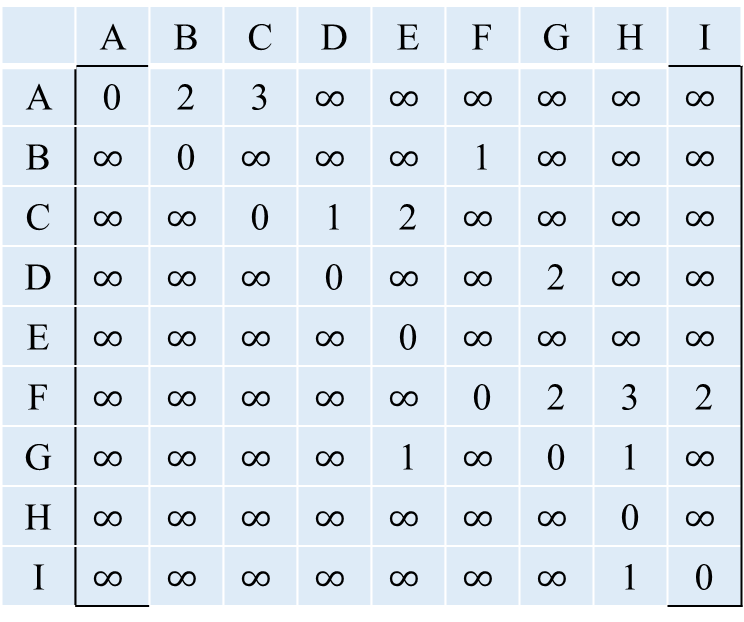 A B C D E F G H I
A 0 2 3 ∞ ∞ ∞ ∞ ∞ ∞
B ∞ 0 ∞ ∞ ∞ 1 ∞ ∞ ∞
C ∞ ∞ 0 1 2 ∞ ∞ ∞ ∞
D ∞ ∞ ∞ 0 ∞ ∞ 2 ∞ ∞
E ∞ ∞ ∞ ∞ 0 ∞ ∞ ∞ ∞
F ∞ ∞ ∞ ∞ ∞ 0 2 3 2
G ∞ ∞ ∞ ∞ 1 ∞ 0 1 ∞
H ∞ ∞ ∞ ∞ ∞ ∞ ∞ 0 ∞
I ∞ ∞ ∞ ∞ ∞ ∞ ∞ 1 0